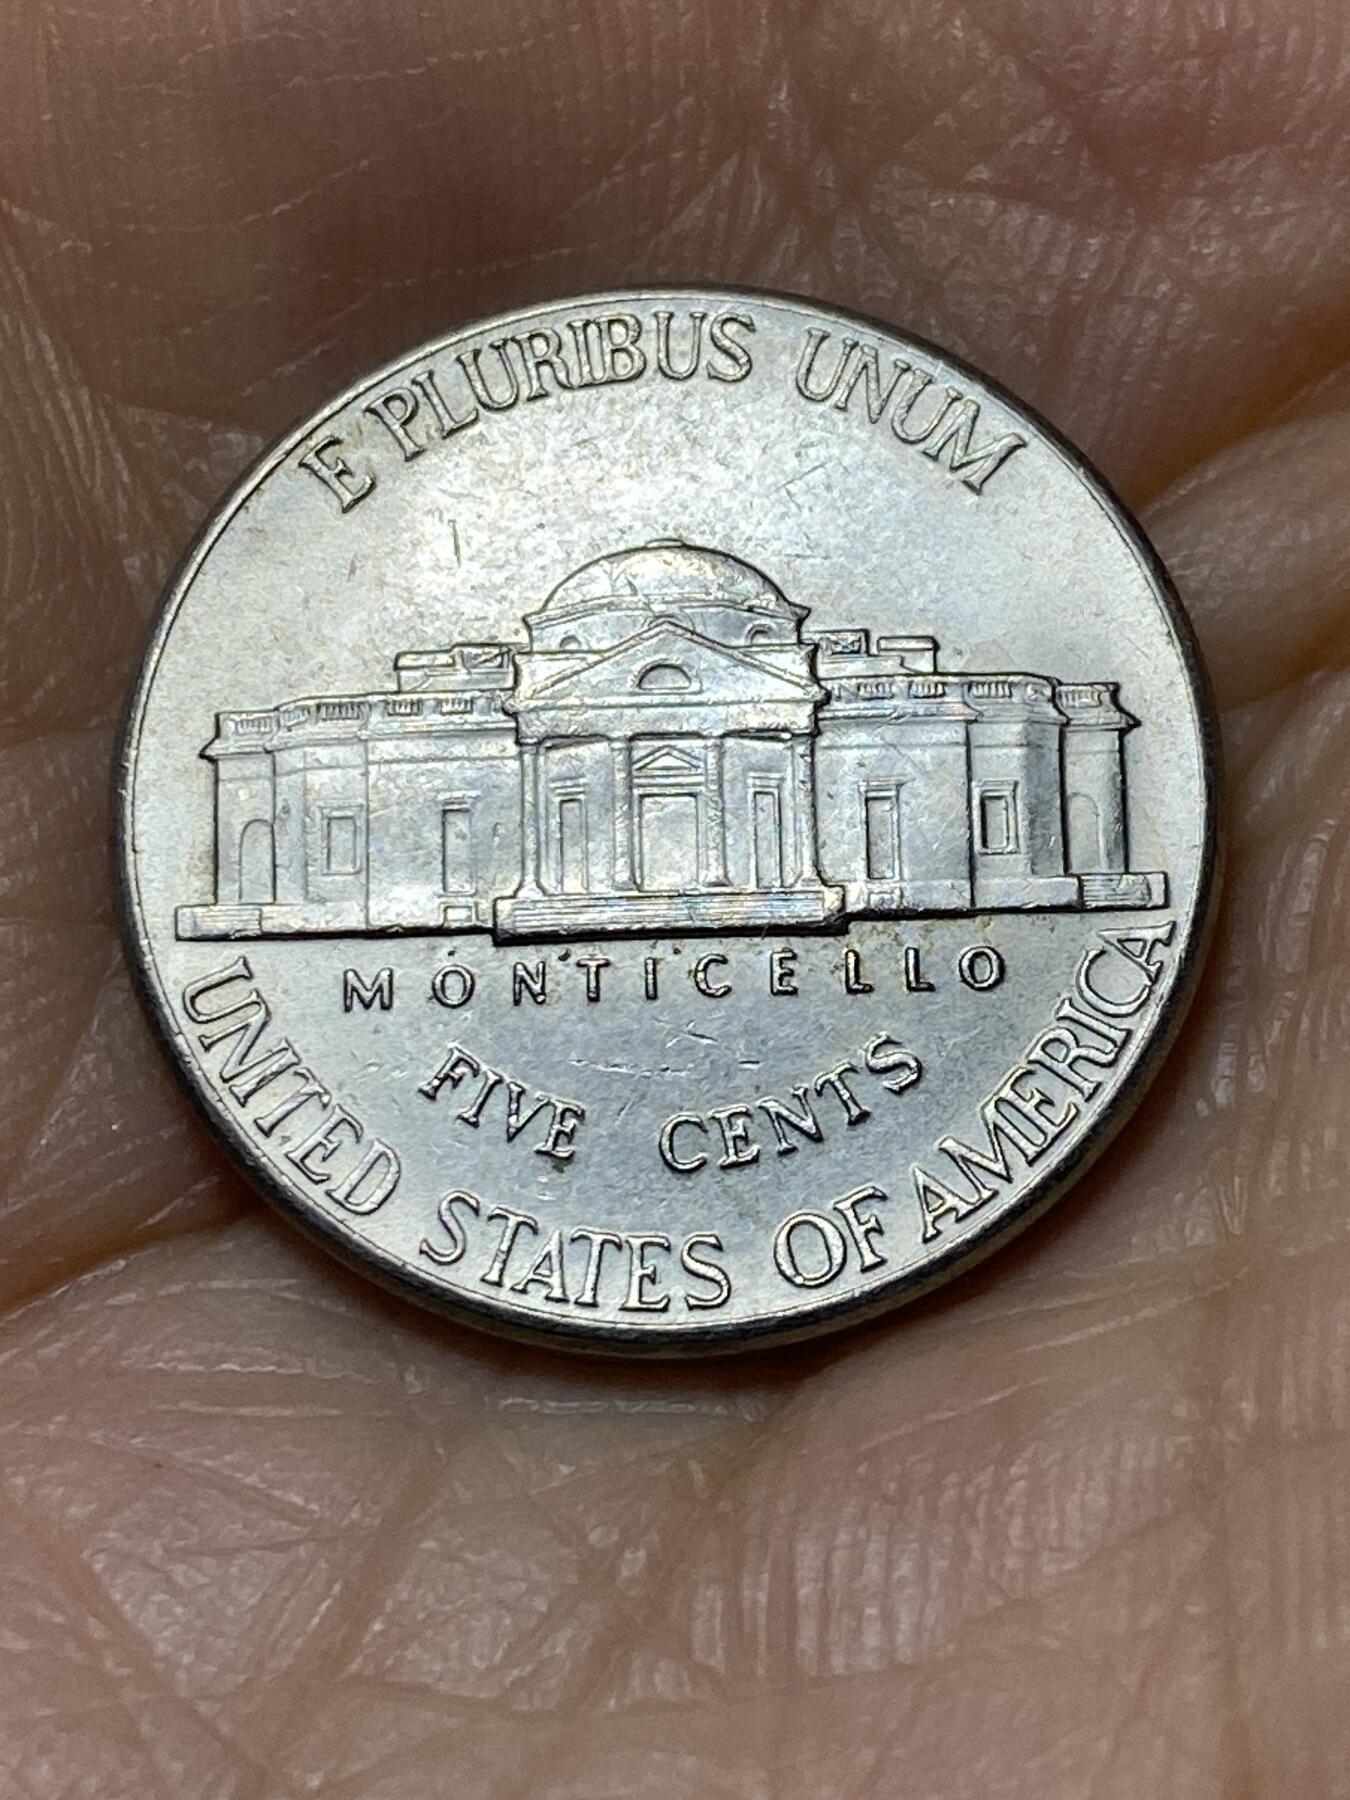 E PLURIBUS UNUM
MONTICELLO
FIVE CENTS
UNITED STATES OF AMERICA